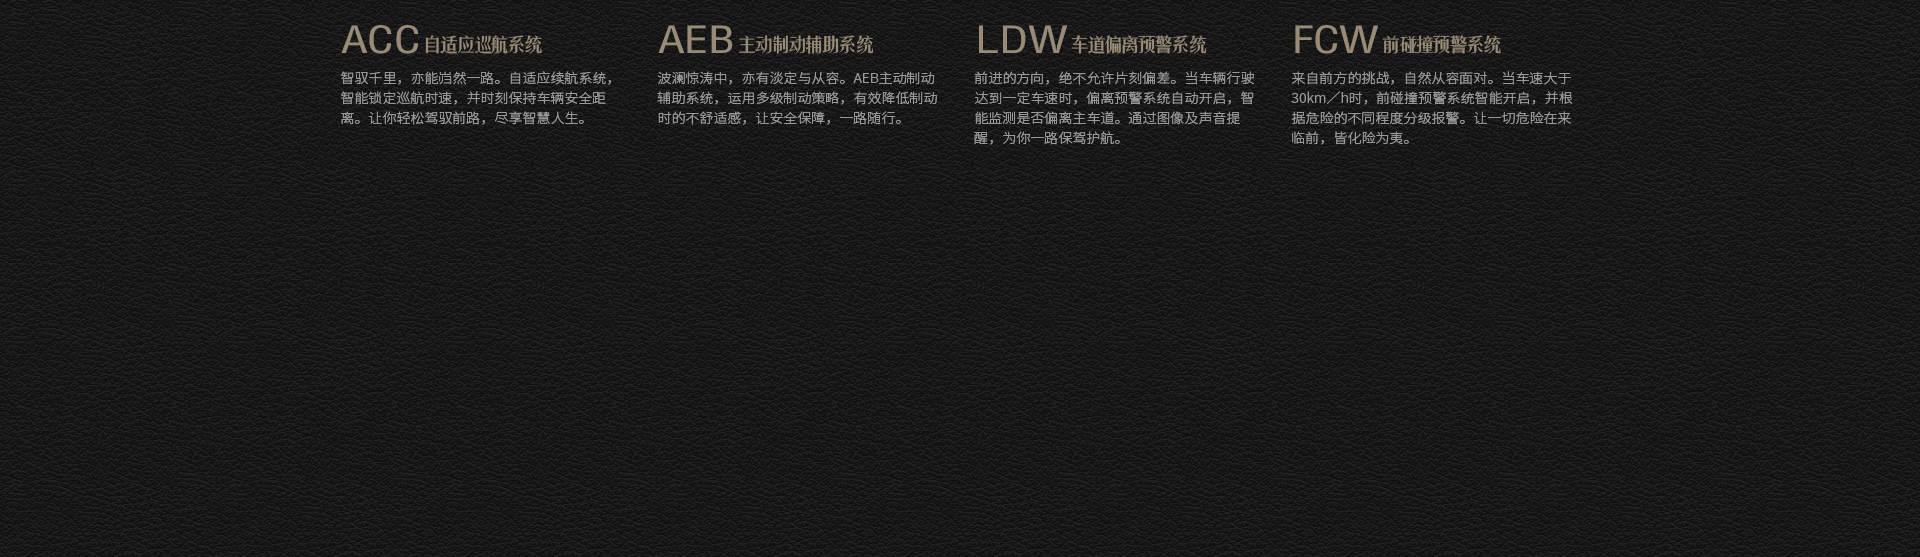 ACC 自适应巡航系统
智驭千里，亦能岿然一路。自适应续航系统，
智能锁定巡航时速，并时刻保持车辆安全距
离。让你轻松驾驭前路，尽享智慧人生。
AEB 主动制动辅助系统
波澜惊涛中，亦有淡定与从容。AEB主动制动
辅助系统，运用多级制动策略，有效降低制动
时的不舒适感，让安全保障，一路随行。
LDW 车道偏离预警系统
前进的方向，绝不允许片刻偏差。当车辆行驶
达到一定车速时，偏离预警系统自动开启，智
能监测是否偏离主车道。通过图像及声音提
醒，为你一路保驾护航。
FCW 前碰撞预警系统
来自前方的挑战，自然从容面对。当车速大于
30km／h时，前碰撞预警系统智能开启，并根
据危险的不同程度分级报警。让一切危险在来
临前，皆化险为夷。